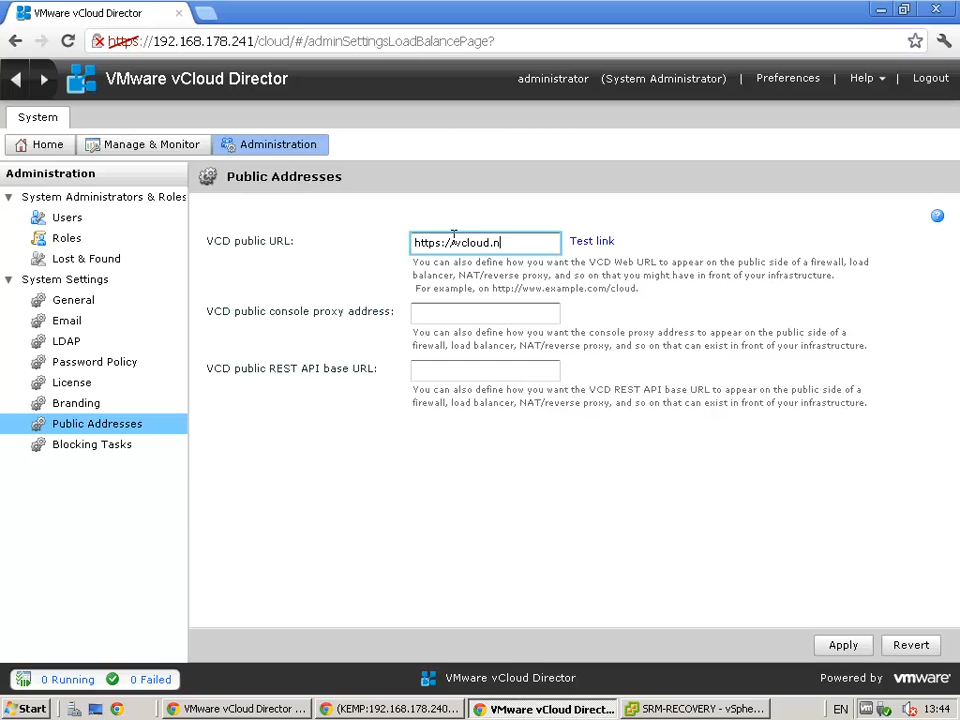 VMware vCloud Director
https://192.168.178.241/cloud/#/adminSettingsLoadBalancePage?
VMware vCloud Director
administrator (System Administrator) | Preferences | Help | Logout
System
Home
Manage & Monitor
Administration
Administration
System Administrators & Roles
Users
Roles
Lost & Found
System Settings
General
Email
LDAP
Password Policy
License
Branding
Public Addresses
Blocking Tasks
Public Addresses
?
VCD public URL:
https://vcloud.n
Test link
You can also define how you want the VCD Web URL to appear on the public side of a firewall, load
balancer, NAT/reverse proxy, and so on that you might have in front of your infrastructure.
For example, on http://www.example.com/cloud.
VCD public console proxy address:
You can also define how you want the console proxy address to appear on the public side of a
firewall, load balancer, NAT/reverse proxy, and so on that can exist in front of your infrastructure.
VCD public REST API base URL:
You can also define how you want the VCD REST API base URL to appear on the public side of a
firewall, load balancer, NAT/reverse proxy, and so on that can exist in front of your infrastructure.
Apply
Revert
0 Running
0 Failed
VMware vCloud Director
Powered by vmware
Start
VMware vCloud Director ...
(KEMP:192.168.178.240...
VMware vCloud Direct...
SRM-RECOVERY - vSphe...
EN
13:44